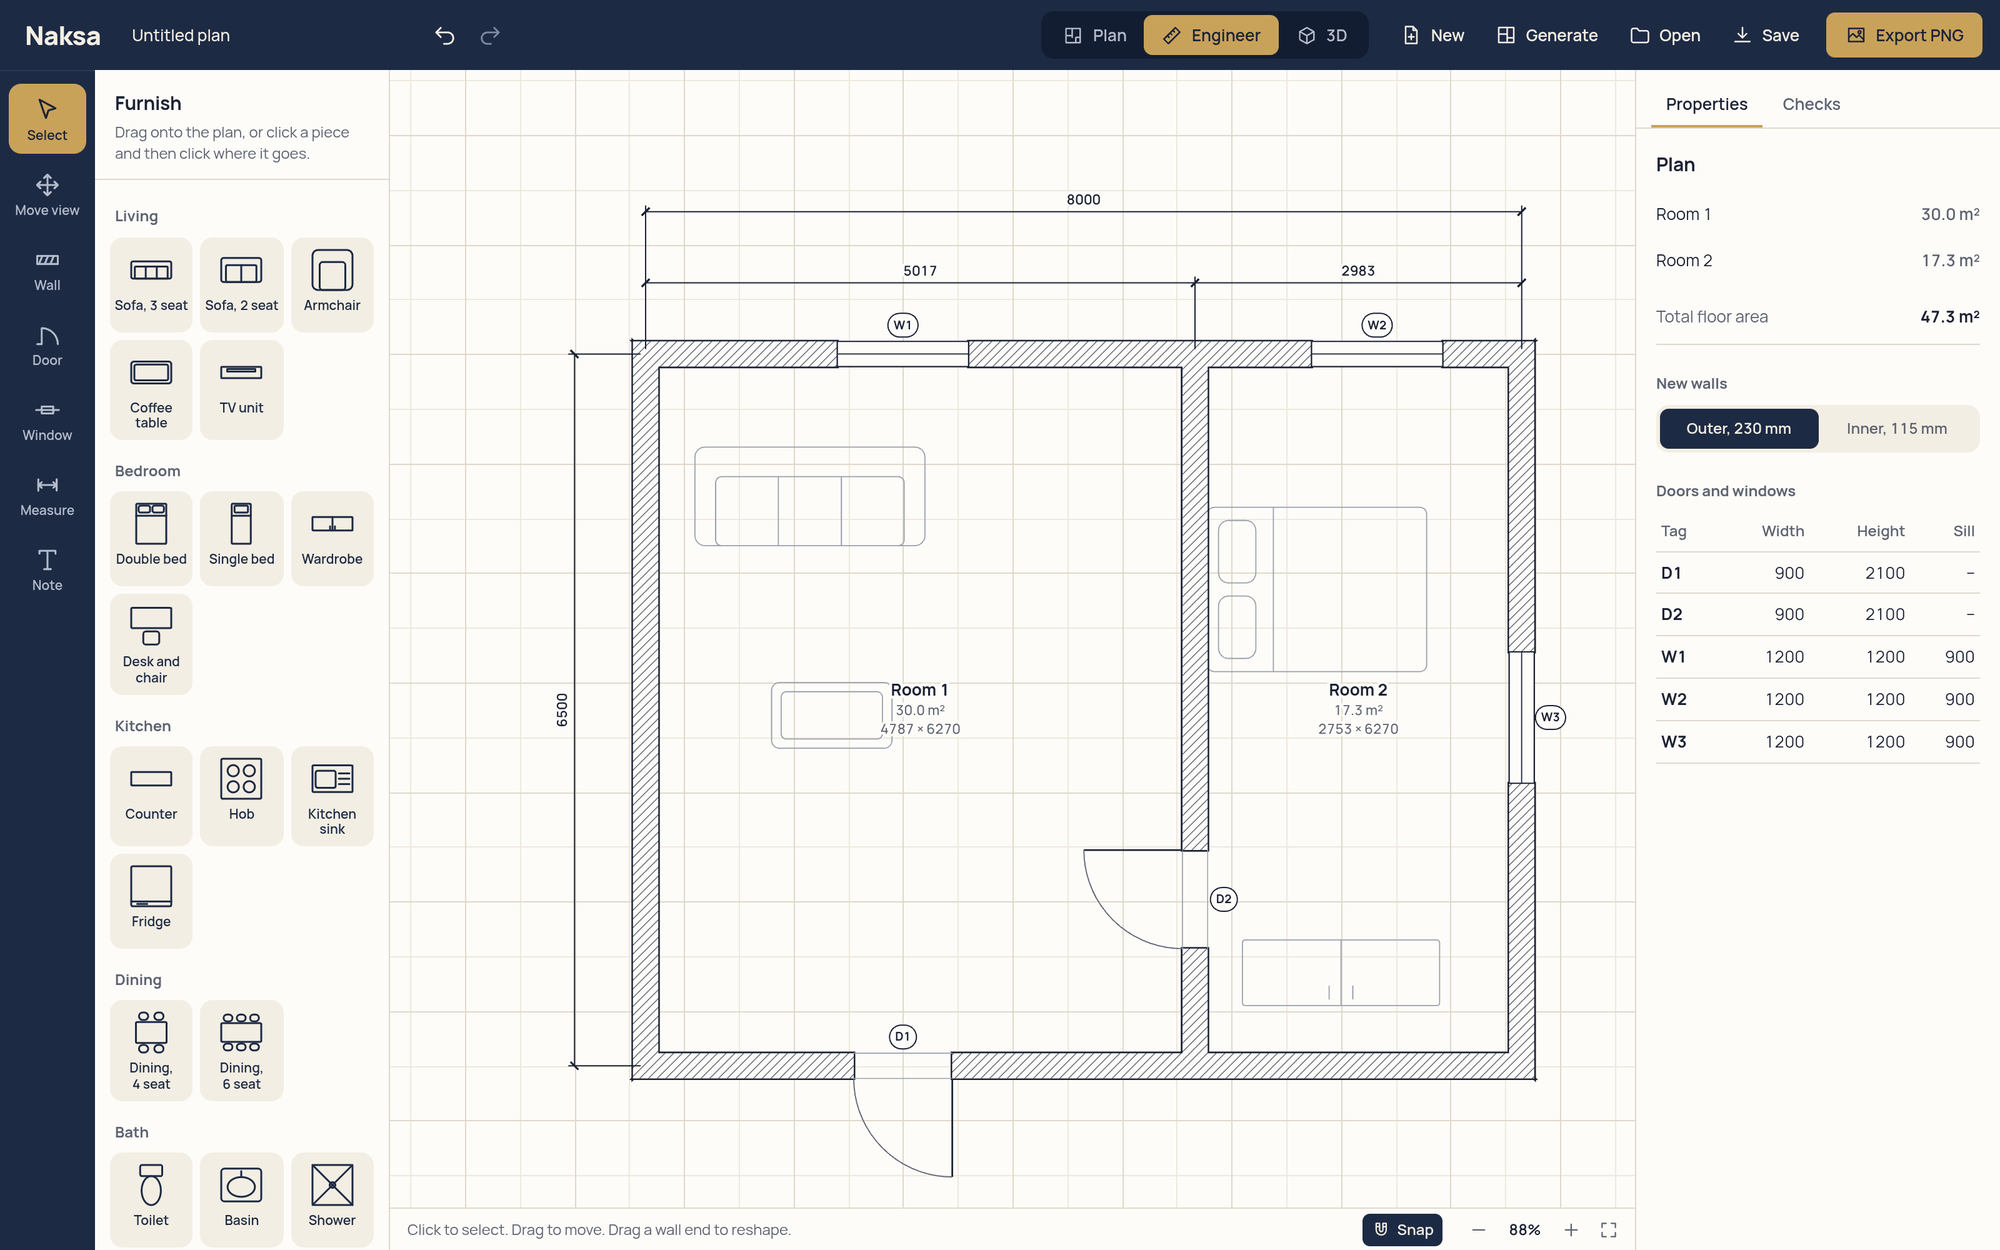 Naksa
Untitled plan
Plan
Engineer
3D
New
Generate
Open
Save
Export PNG
Select
Move view
Wall
Door
Window
Measure
Note
Furnish
Drag onto the plan, or click a piece
and then click where it goes.
Living
Sofa, 3 seat
Sofa, 2 seat
Armchair
Coffee
table
TV unit
Bedroom
Double bed
Single bed
Wardrobe
Desk and
chair
Kitchen
Counter
Hob
Kitchen
sink
Fridge
Dining
Dining,
4 seat
Dining,
6 seat
Bath
Toilet
Basin
Shower
8000
5017
2983
W1
W2
6500
Room 1
30.0 m²
4787 × 6270
Room 2
17.3 m²
2753 × 6270
W3
D2
D1
Click to select. Drag to move. Drag a wall end to reshape.
Snap
88%
Properties
Checks
Plan
Room 1 30.0 m²
Room 2 17.3 m²
Total floor area 47.3 m²
New walls
Outer, 230 mm
Inner, 115 mm
Doors and windows
Tag Width Height Sill
D1 900 2100 –
D2 900 2100 –
W1 1200 1200 900
W2 1200 1200 900
W3 1200 1200 900